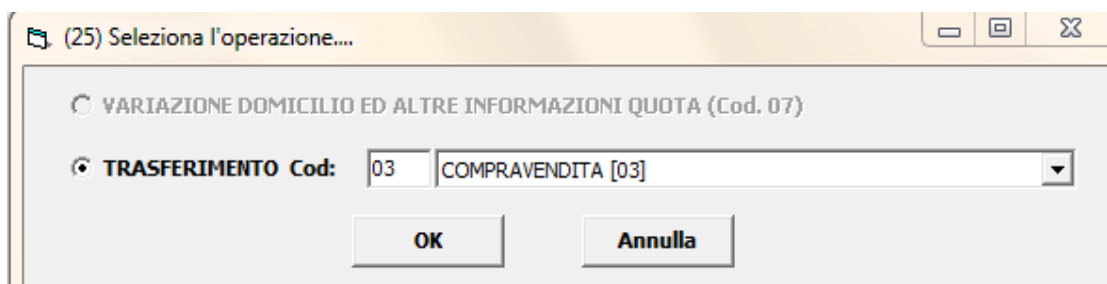 (25) Seleziona l'operazione....
VARIAZIONE DOMICILIO ED ALTRE INFORMAZIONI QUOTA (Cod. 07)
TRASFERIMENTO Cod: 03 COMPRAVENDITA [03]
OK Annulla